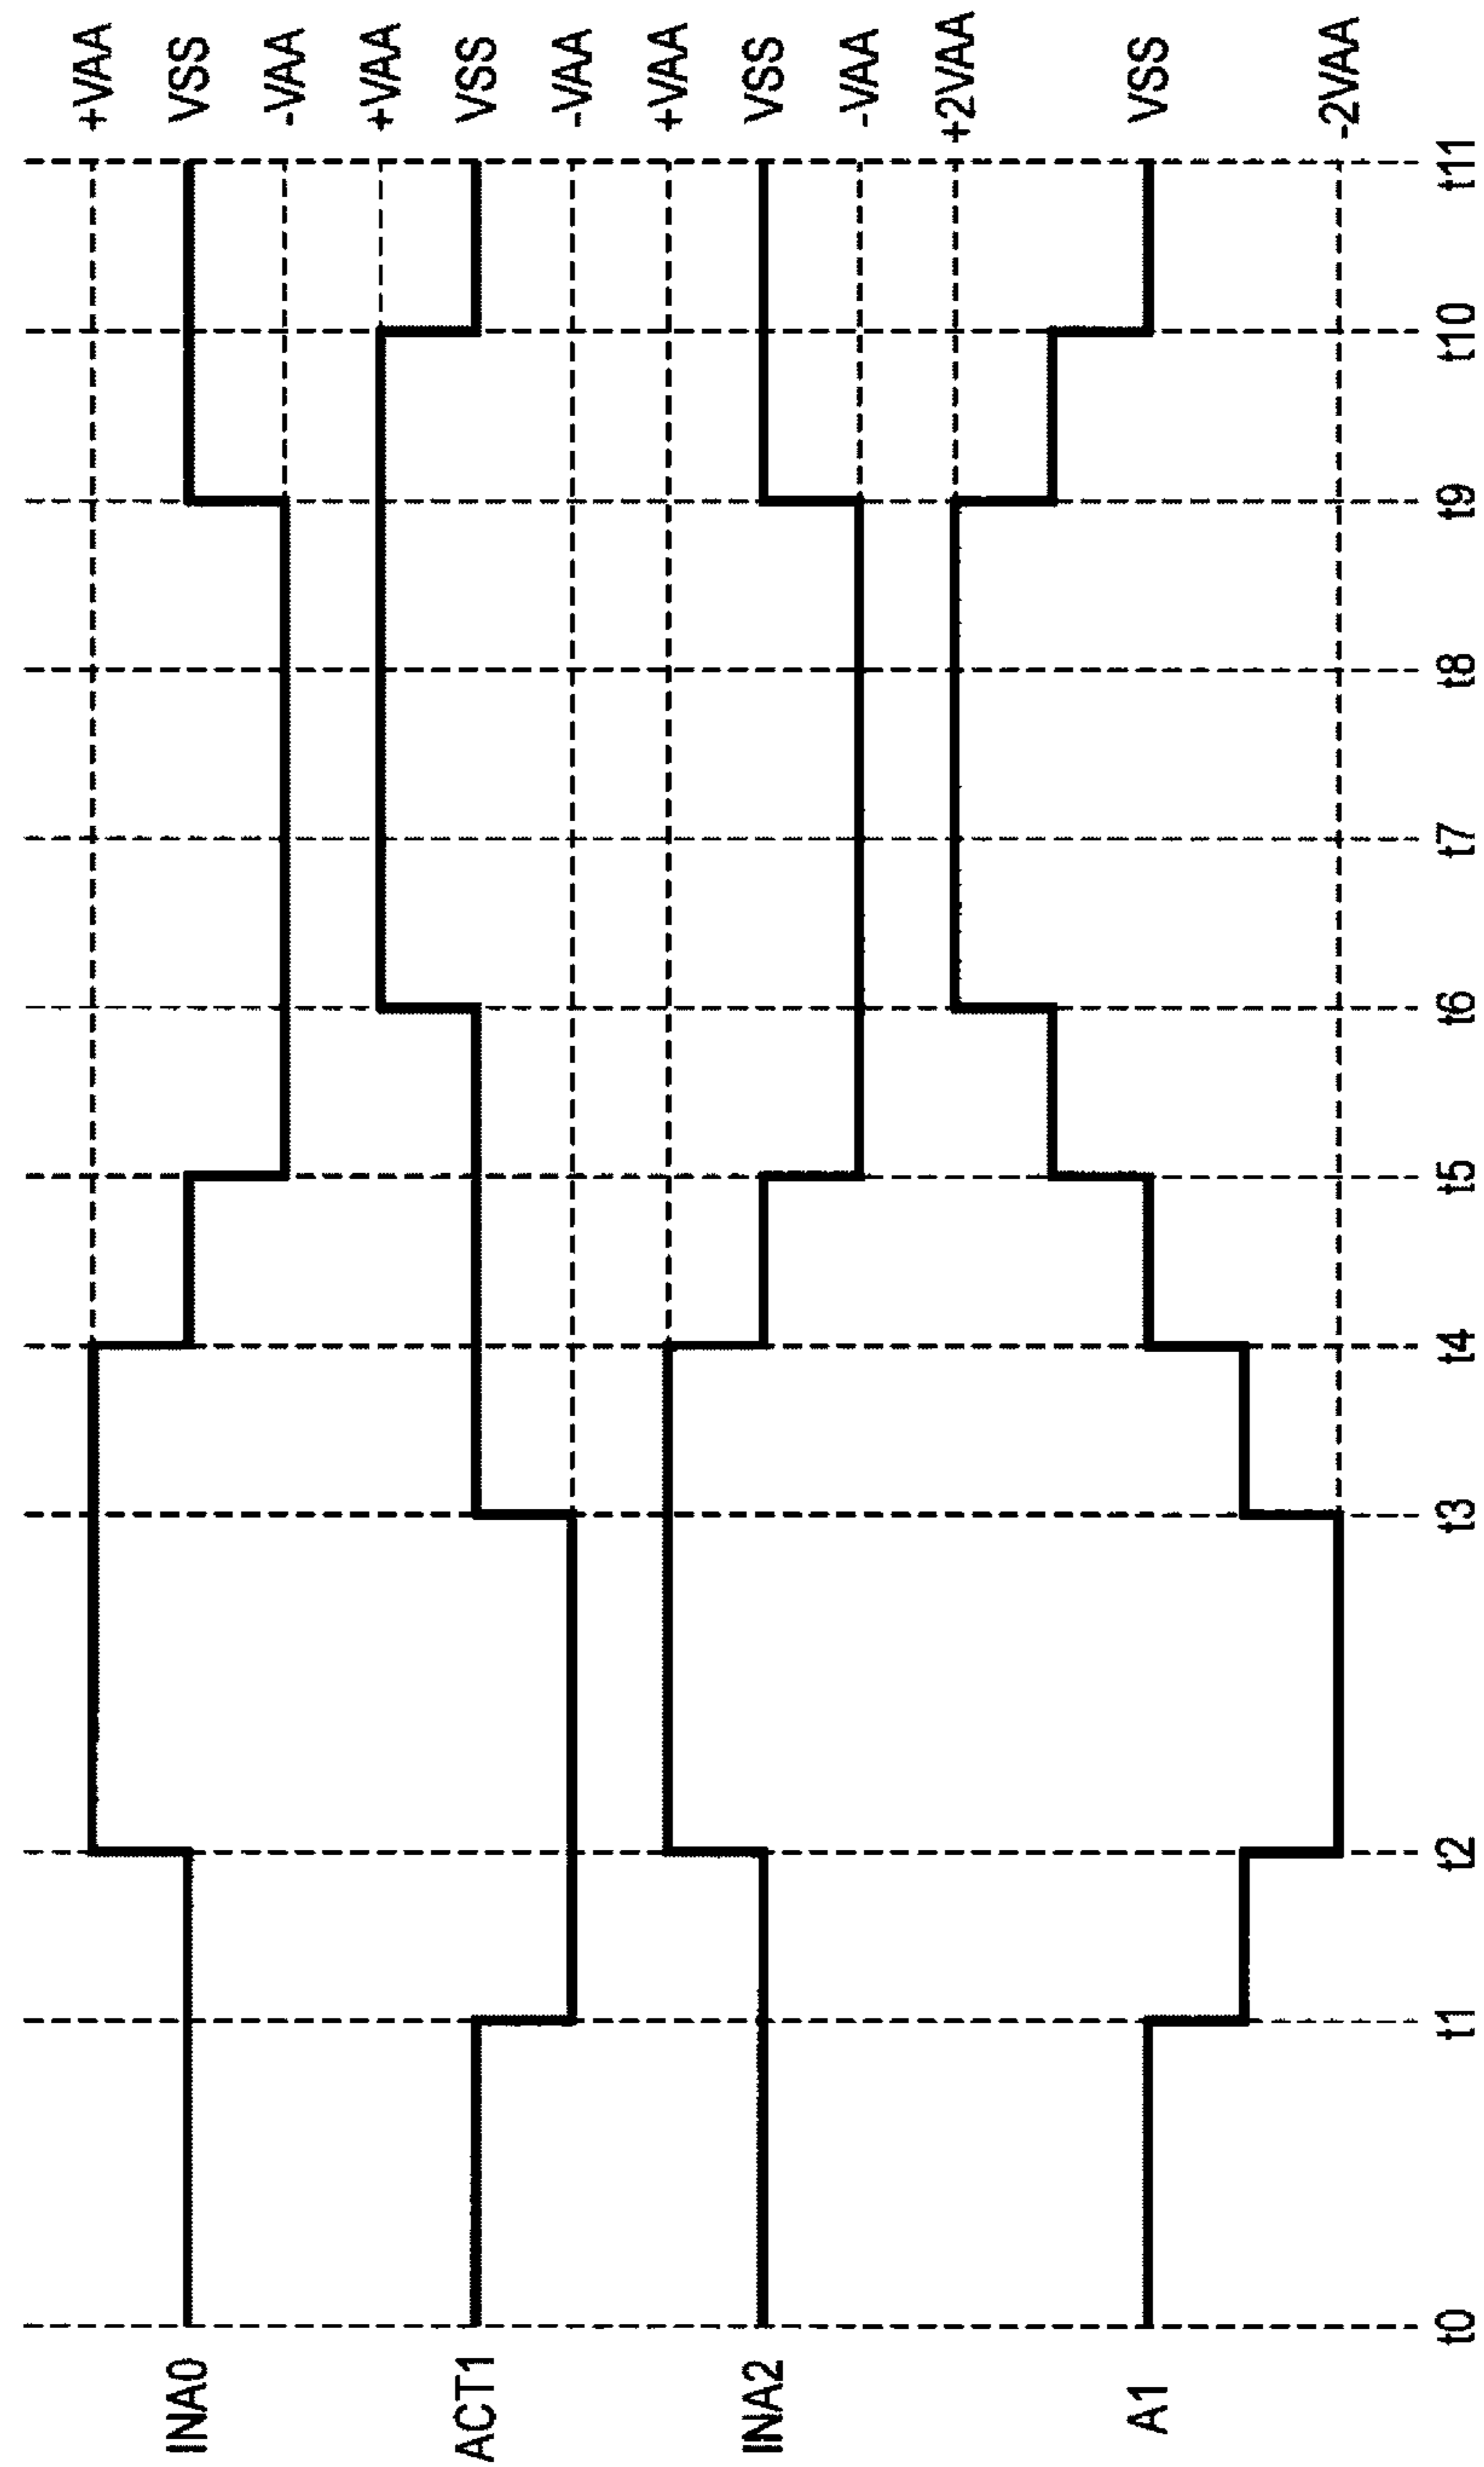 INA0
+VAA
VSS
-VAA
ACT1
+VAA
VSS
-VAA
INA2
+VAA
VSS
-VAA
A1
+2VAA
VSS
-2VAA
t0 t1 t2 t3 t4 t5 t6 t7 t8 t9 t10 t11